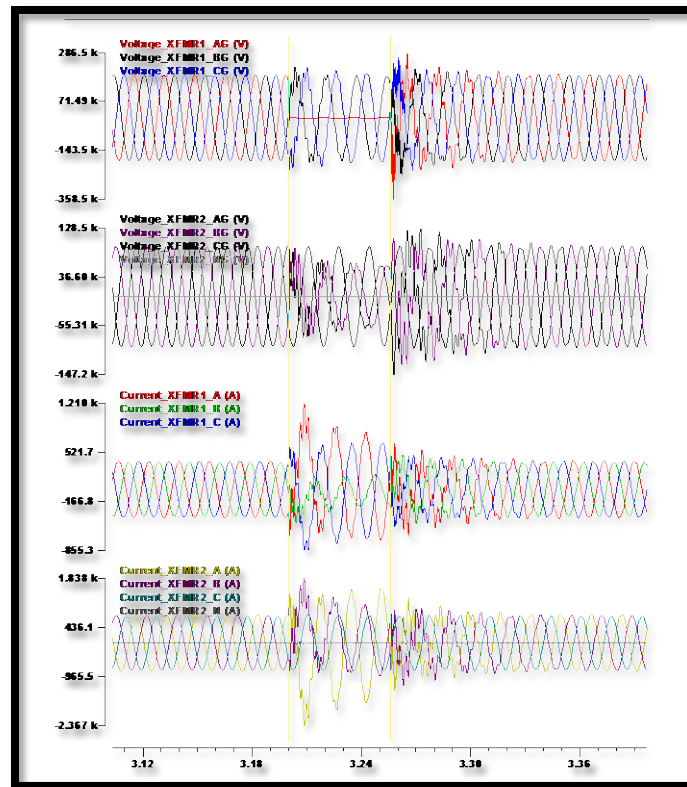 Voltage_XFMR1_AG (V)
286.5 k
Voltage_XFMR1_BG (V)
Voltage_XFMR1_CG (V)
71.49 k
-143.5 k
-358.5 k
Voltage_XFMR2_AG (V)
128.5 k
Voltage_XFMR2_BG (V)
Voltage_XFMR2_CG (V)
36.60 k
-55.31 k
-147.2 k
Current_XFMR1_A (A)
1.210 k
Current_XFMR1_B (A)
Current_XFMR1_C (A)
521.7
-166.8
-855.3
Current_XFMR2_A (A)
1.838 k
Current_XFMR2_B (A)
Current_XFMR2_C (A)
Current_XFMR2_N (A)
436.1
-965.5
-2.367 k
3.12 3.18 3.24 3.30 3.36